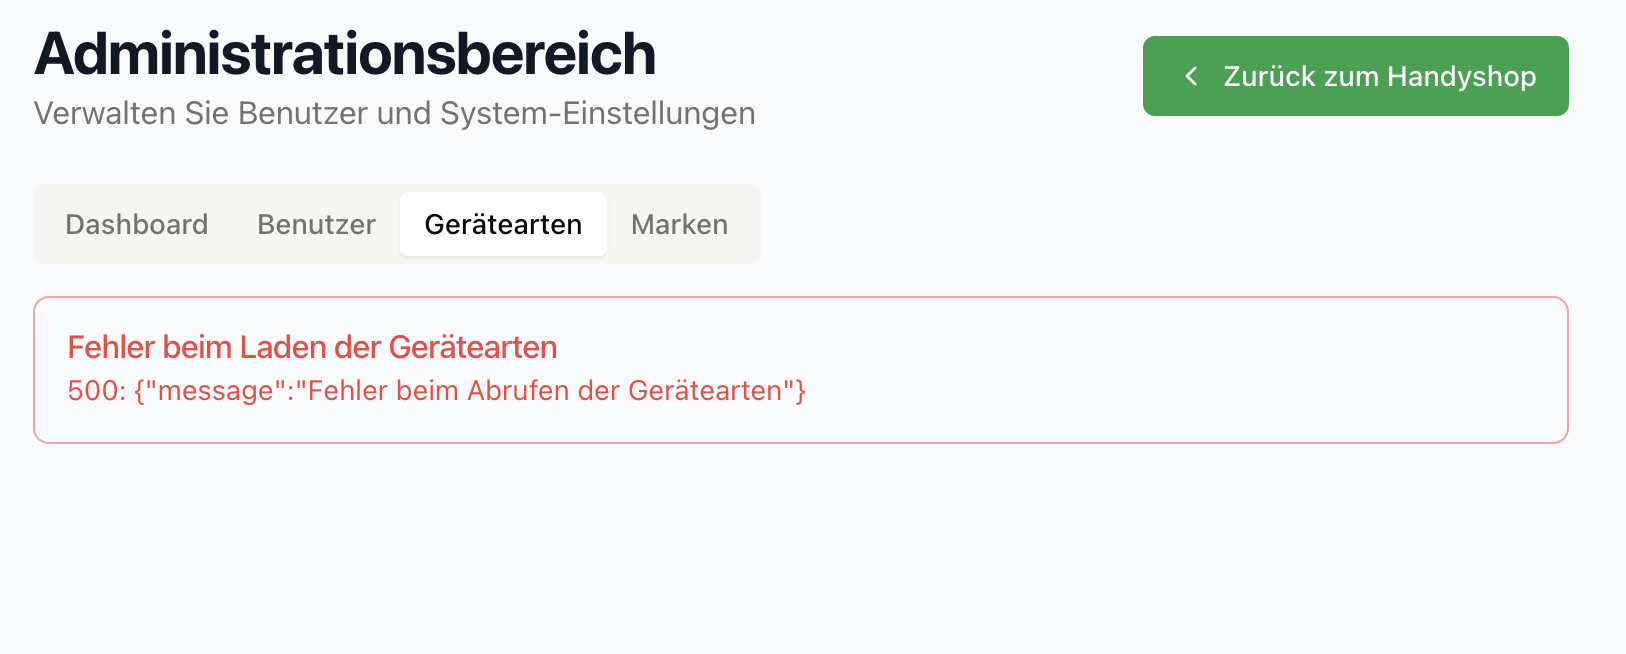 Administrationsbereich
Verwalten Sie Benutzer und System-Einstellungen
Zurück zum Handyshop
Dashboard Benutzer Gerätearten Marken
Fehler beim Laden der Gerätearten
500: {"message":"Fehler beim Abrufen der Gerätearten"}